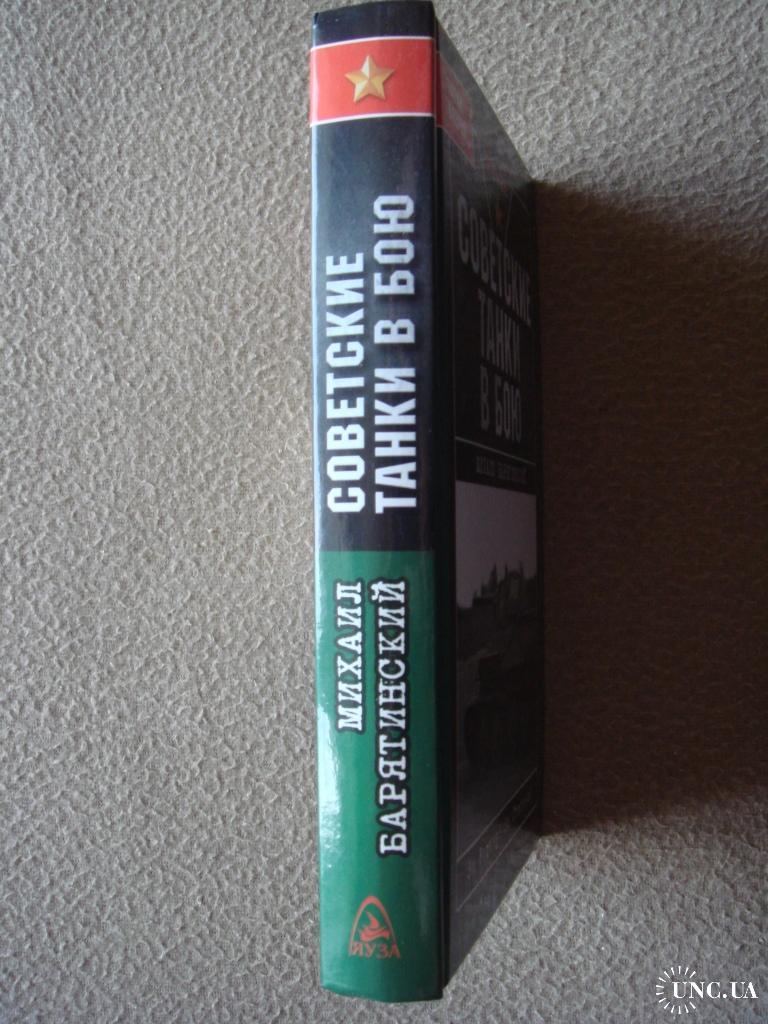 СОВЕТСКИЕ
ТАНКИ В БОЮ
МИХАИЛ
БАРЯТИНСКИЙ
ЯУЗА
СОВЕТСКИЕ
ТАНКИ
В БОЮ
UNC.UA